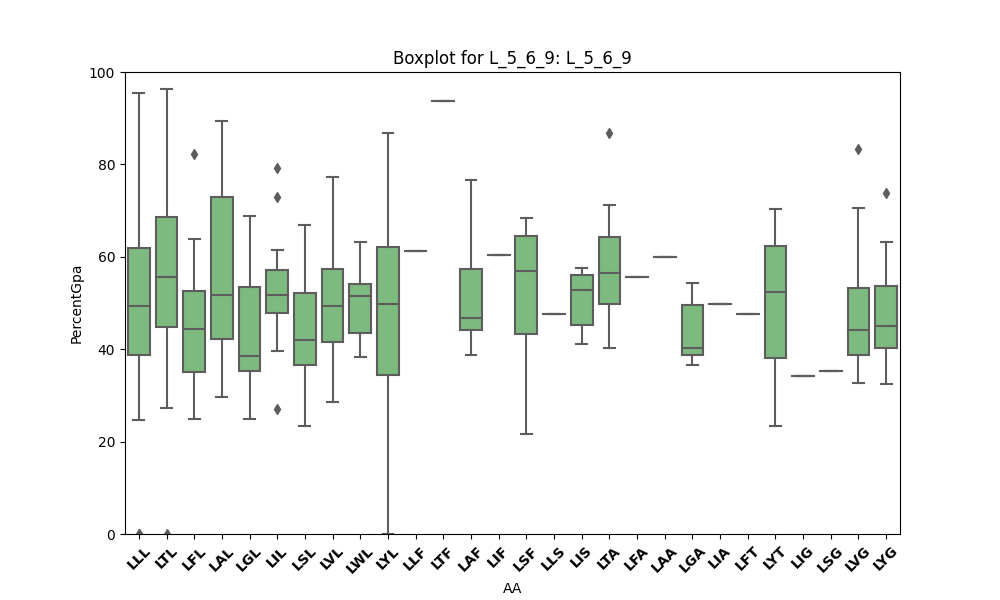 Boxplot for L_5_6_9: L_5_6_9
PercentGpa
100
80
60
40
20
0
LLL LTL LFL LAL LGL LIL LSL LVL LWL LYL LLF LTF LAF LIF LSF LLS LIS LTA LFA LAA LGA LIA LFT LYT LIG LSG LVG LYG
AA